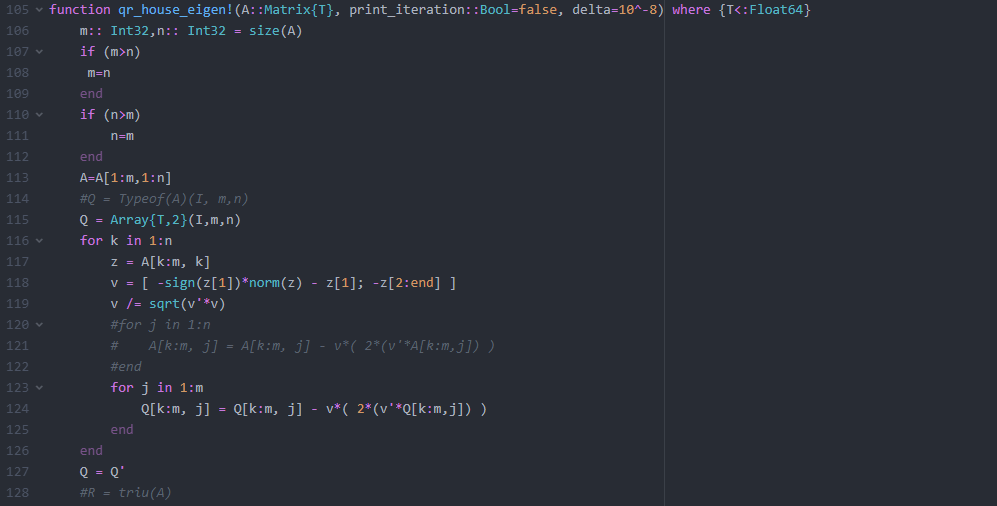 105 function qr_house_eigen!(A::Matrix{T}, print_iteration::Bool=false, delta=10^-8) where {T<:Float64}
106 m:: Int32,n:: Int32 = size(A)
107 if (m>n)
108 m=n
109 end
110 if (n>m)
111 n=m
112 end
113 A=A[1:m,1:n]
114 #Q = Typeof(A)(I, m,n)
115 Q = Array{T,2}(I,m,n)
116 for k in 1:n
117 z = A[k:m, k]
118 v = [ -sign(z[1])*norm(z) - z[1]; -z[2:end] ]
119 v /= sqrt(v'*v)
120 #for j in 1:n
121 #    A[k:m, j] = A[k:m, j] - v*( 2*(v'*A[k:m,j]) )
122 #end
123 for j in 1:m
124 Q[k:m, j] = Q[k:m, j] - v*( 2*(v'*Q[k:m,j]) )
125 end
126 end
127 Q = Q'
128 #R = triu(A)